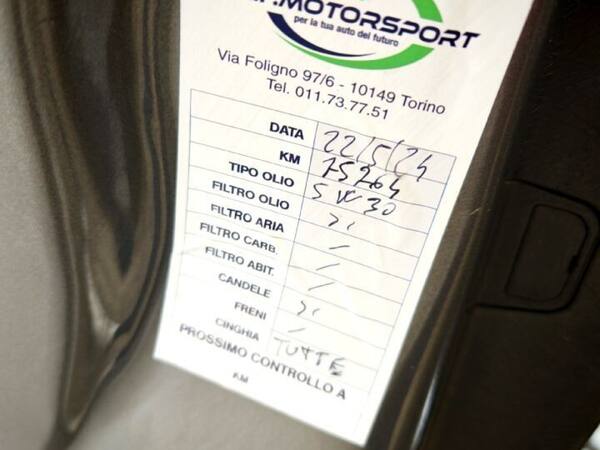 .MOTORSPORT
per la tua auto del futuro
Via Foligno 97/6 - 10149 Torino
Tel. 011.73.77.51
DATA 22/5/24
KM 75264
TIPO OLIO 5W30
FILTRO OLIO si
FILTRO ARIA -
FILTRO CARB. -
FILTRO ABIT. -
CANDELE si
FRENI -
CINGHIA TUTTE
PROSSIMO CONTROLLO A
KM